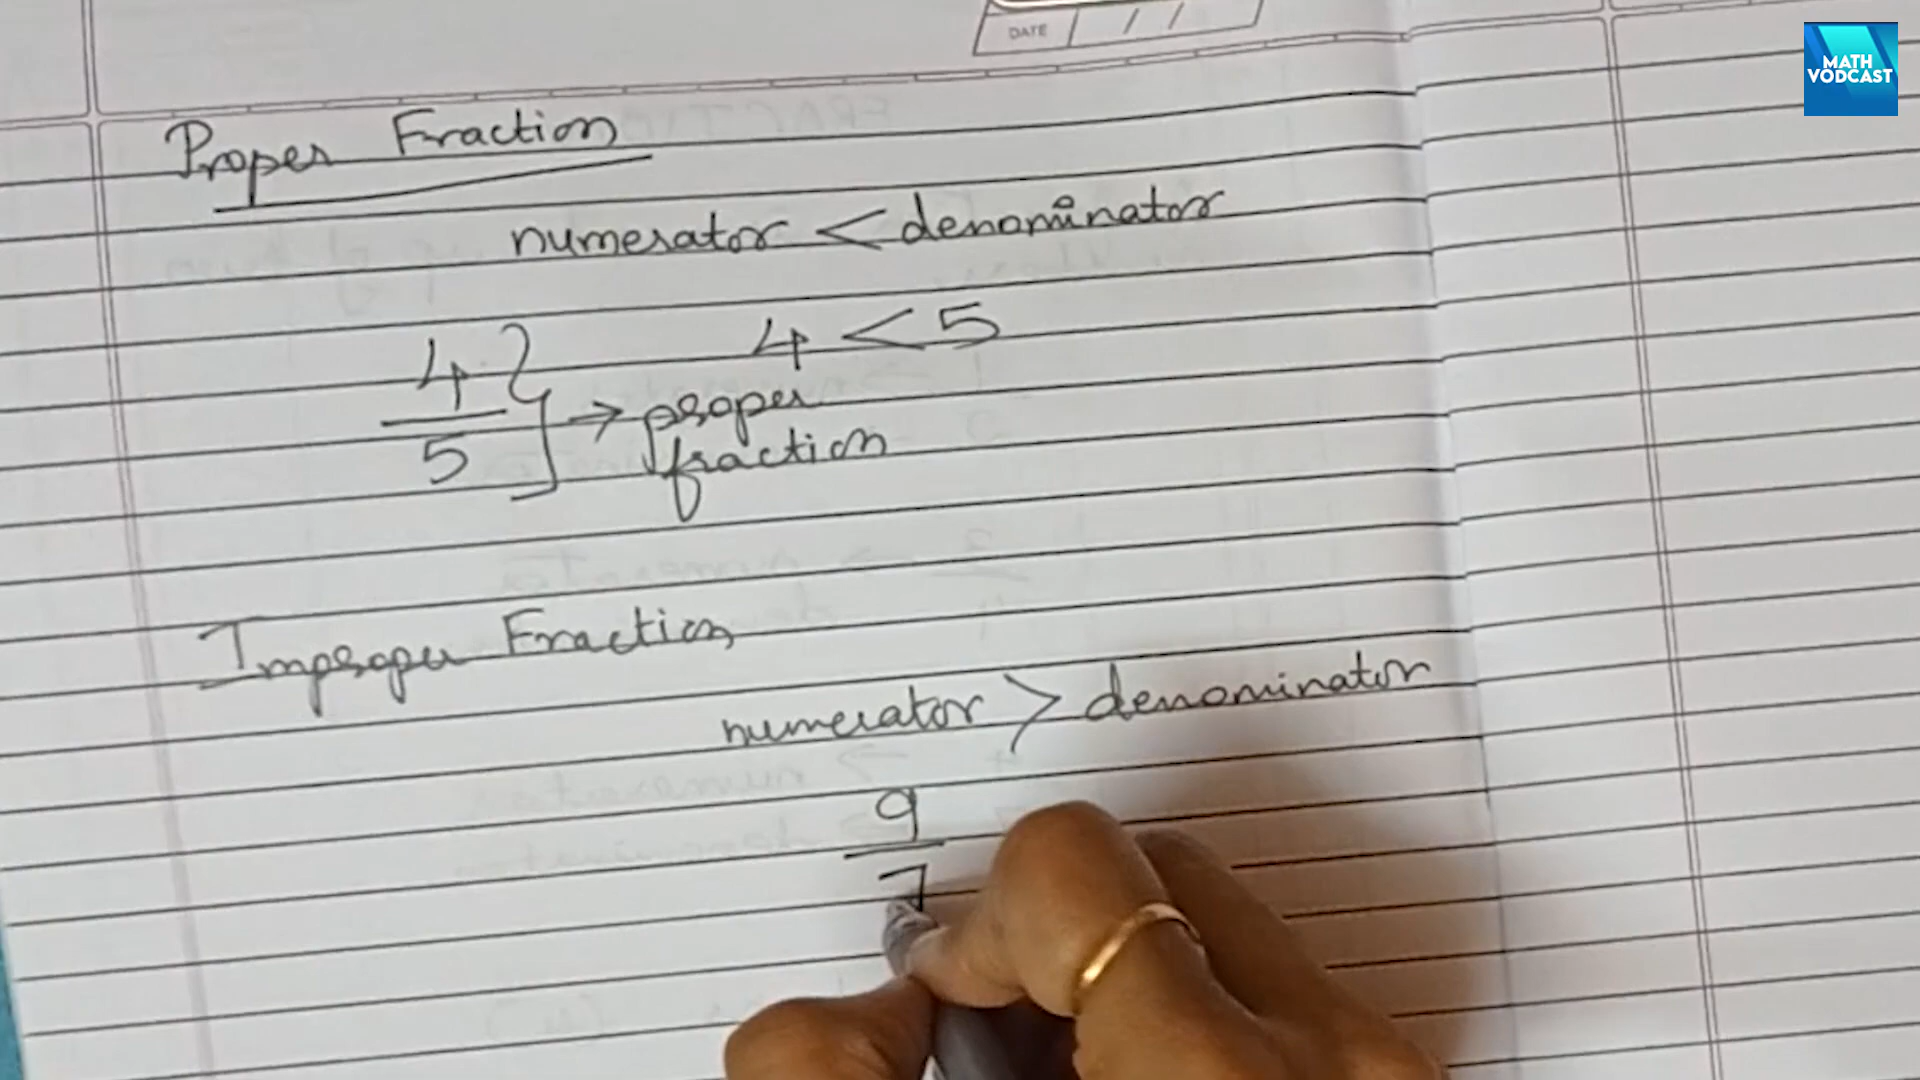 DATE / /
MATH
VODCAST
Proper Fraction
numerator < denominator
4
5
4 < 5
→ proper
fraction
Improper Fraction
numerator > denominator
9
7